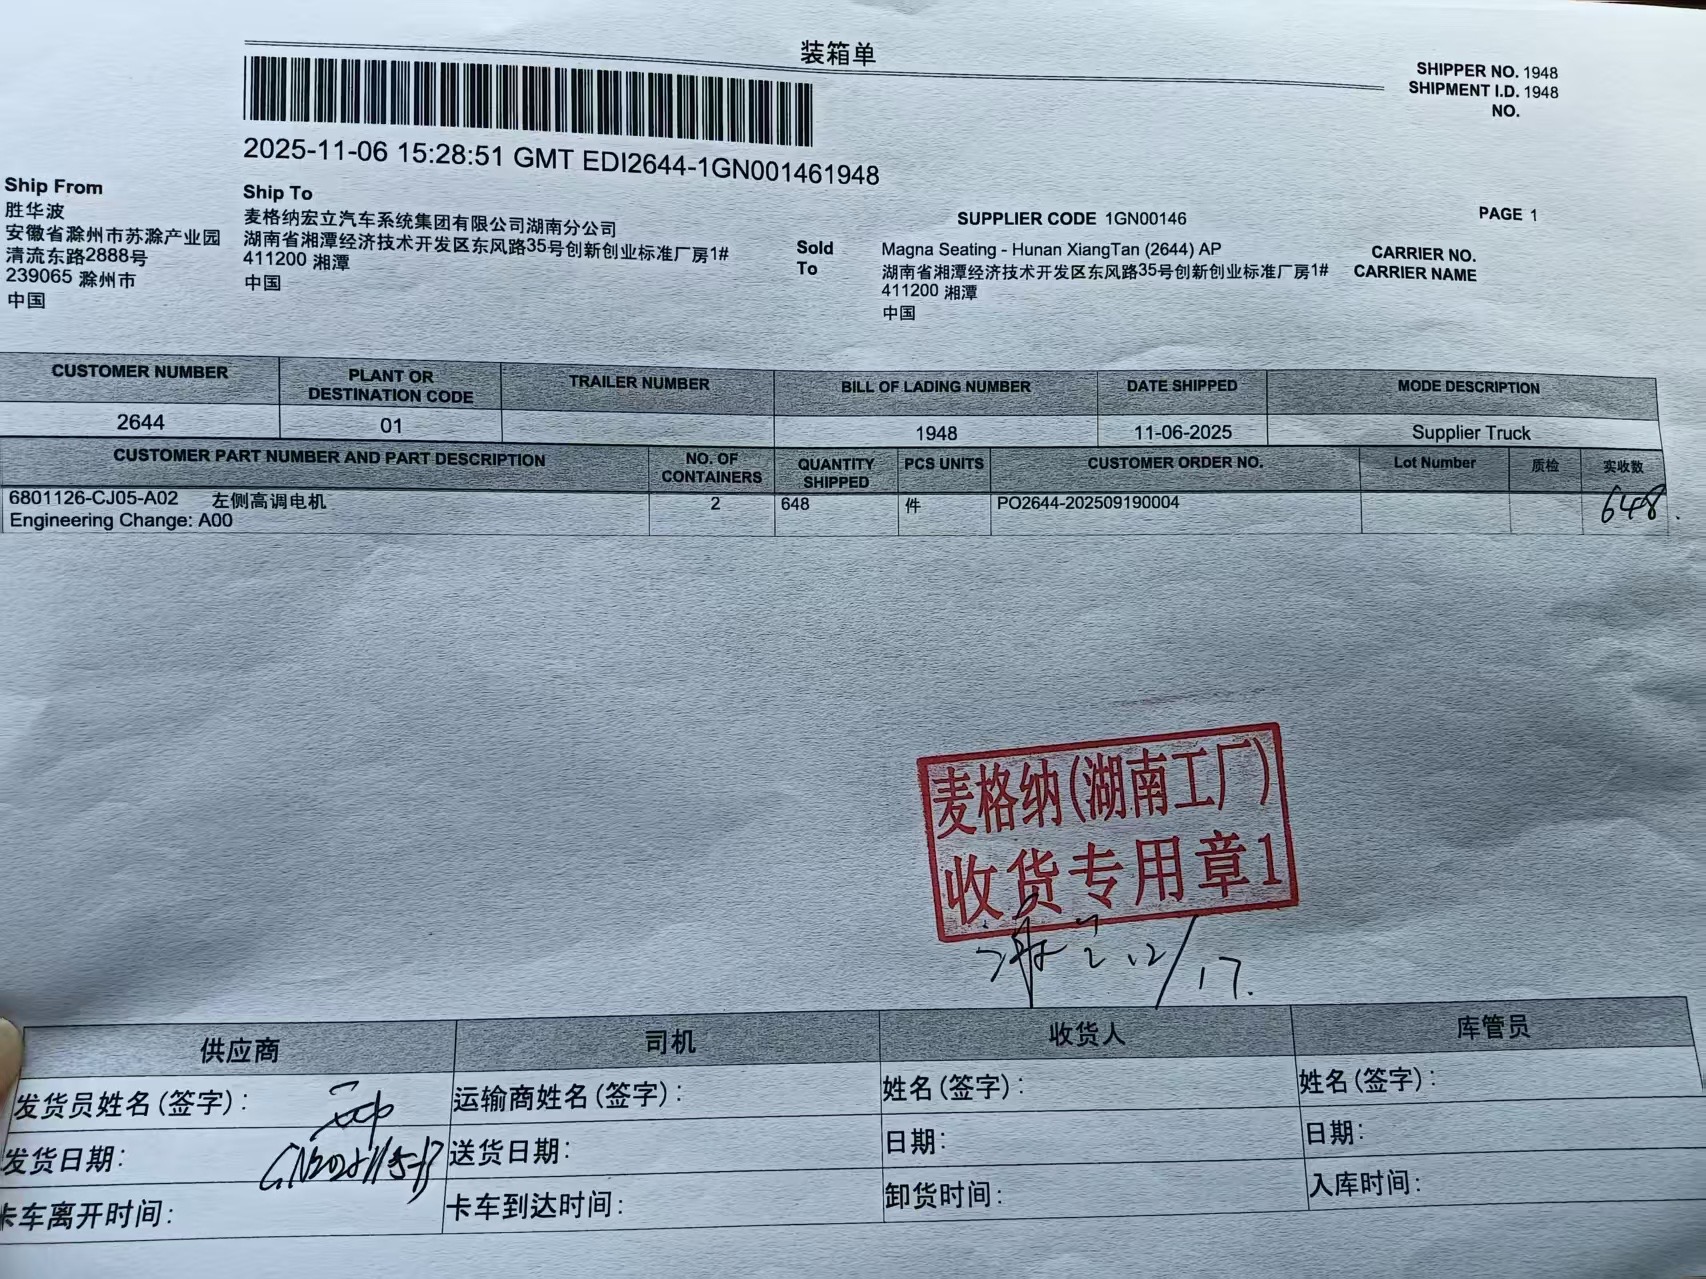 装箱单
SHIPPER NO. 1948
SHIPMENT I.D. 1948
NO.
2025-11-06 15:28:51 GMT EDI2644-1GN001461948
Ship From
胜华波
安徽省滁州市苏滁产业园
清流东路2888号
239065 滁州市
中国
Ship To
麦格纳宏立汽车系统集团有限公司湖南分公司
湖南省湘潭经济技术开发区东风路35号创新创业标准厂房1#
411200 湘潭
中国
SUPPLIER CODE 1GN00146
PAGE 1
Sold To
Magna Seating - Hunan XiangTan (2644) AP
湖南省湘潭经济技术开发区东风路35号创新创业标准厂房1#
411200 湘潭
中国
CARRIER NO.
CARRIER NAME
CUSTOMER NUMBER
PLANT OR
DESTINATION CODE
TRAILER NUMBER
BILL OF LADING NUMBER
DATE SHIPPED
MODE DESCRIPTION
2644
01
1948
11-06-2025
Supplier Truck
CUSTOMER PART NUMBER AND PART DESCRIPTION
NO. OF
CONTAINERS
QUANTITY
SHIPPED
PCS UNITS
CUSTOMER ORDER NO.
Lot Number
质检
实收数
6801126-CJ05-A02 左侧高调电机
Engineering Change: A00
2
648
件
PO2644-202509190004
648
麦格纳(湖南工厂)
收货专用章1
12/17.
供应商
司机
收货人
库管员
发货员姓名(签字):
运输商姓名(签字):
姓名(签字):
姓名(签字):
发货日期:
送货日期:
日期:
日期:
卡车离开时间:
卡车到达时间:
卸货时间:
入库时间: